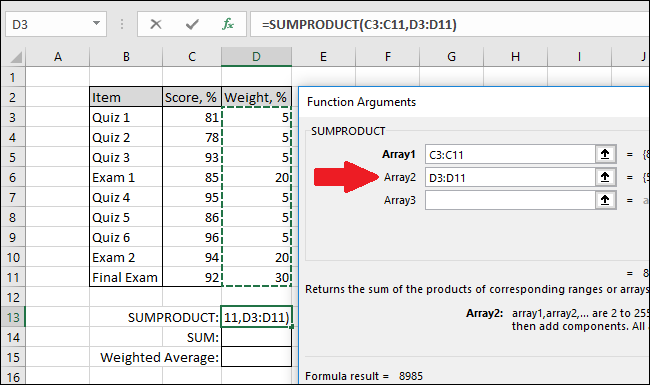 D3 fx =SUMPRODUCT(C3:C11,D3:D11)
A B C D E F G H I J
1
2 Item Score, % Weight, %
3 Quiz 1 81 5
4 Quiz 2 78 5
5 Quiz 3 93 5
6 Exam 1 85 20
7 Quiz 4 95 5
8 Quiz 5 86 5
9 Quiz 6 96 5
10 Exam 2 94 20
11 Final Exam 92 30
12
13 SUMPRODUCT: 11,D3:D11)
14 SUM:
15 Weighted Average:
16
Function Arguments
SUMPRODUCT
Array1 C3:C11 = {8
Array2 D3:D11 = {5
Array3 = a
= 8
Returns the sum of the products of corresponding ranges or arrays
Array2: array1,array2,... are 2 to 255
then add components. All
Formula result = 8985